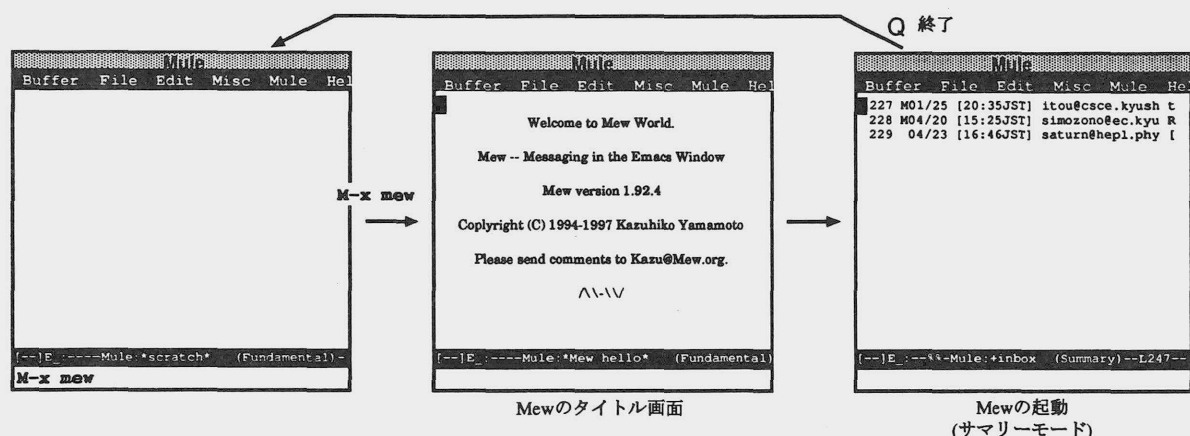 Q 終了
Mule
Buffer File Edit Misc Mule Hel
[--]E_:----Mule:*scratch* (Fundamental)-
M-x mew
M-x mew
Mule
Buffer File Edit Misc Mule Hel
Welcome to Mew World.
Mew -- Messaging in the Emacs Window
Mew version 1.92.4
Coplyright (C) 1994-1997 Kazuhiko Yamamoto
Please send comments to Kazu@Mew.org.
/\\-\\/
[--]E_:----Mule:*Mew hello* (Fundamental)
Mewのタイトル画面
Mule
Buffer File Edit Misc Mule He
227 M01/25 [20:35JST] itou@csce.kyush t
228 M04/20 [15:25JST] simozono@ec.kyu R
229 04/23 [16:46JST] saturn@hep1.phy [
[--]E_:--%%-Mule:+inbox (Summary)--L247--
Mewの起動
(サマリーモード)